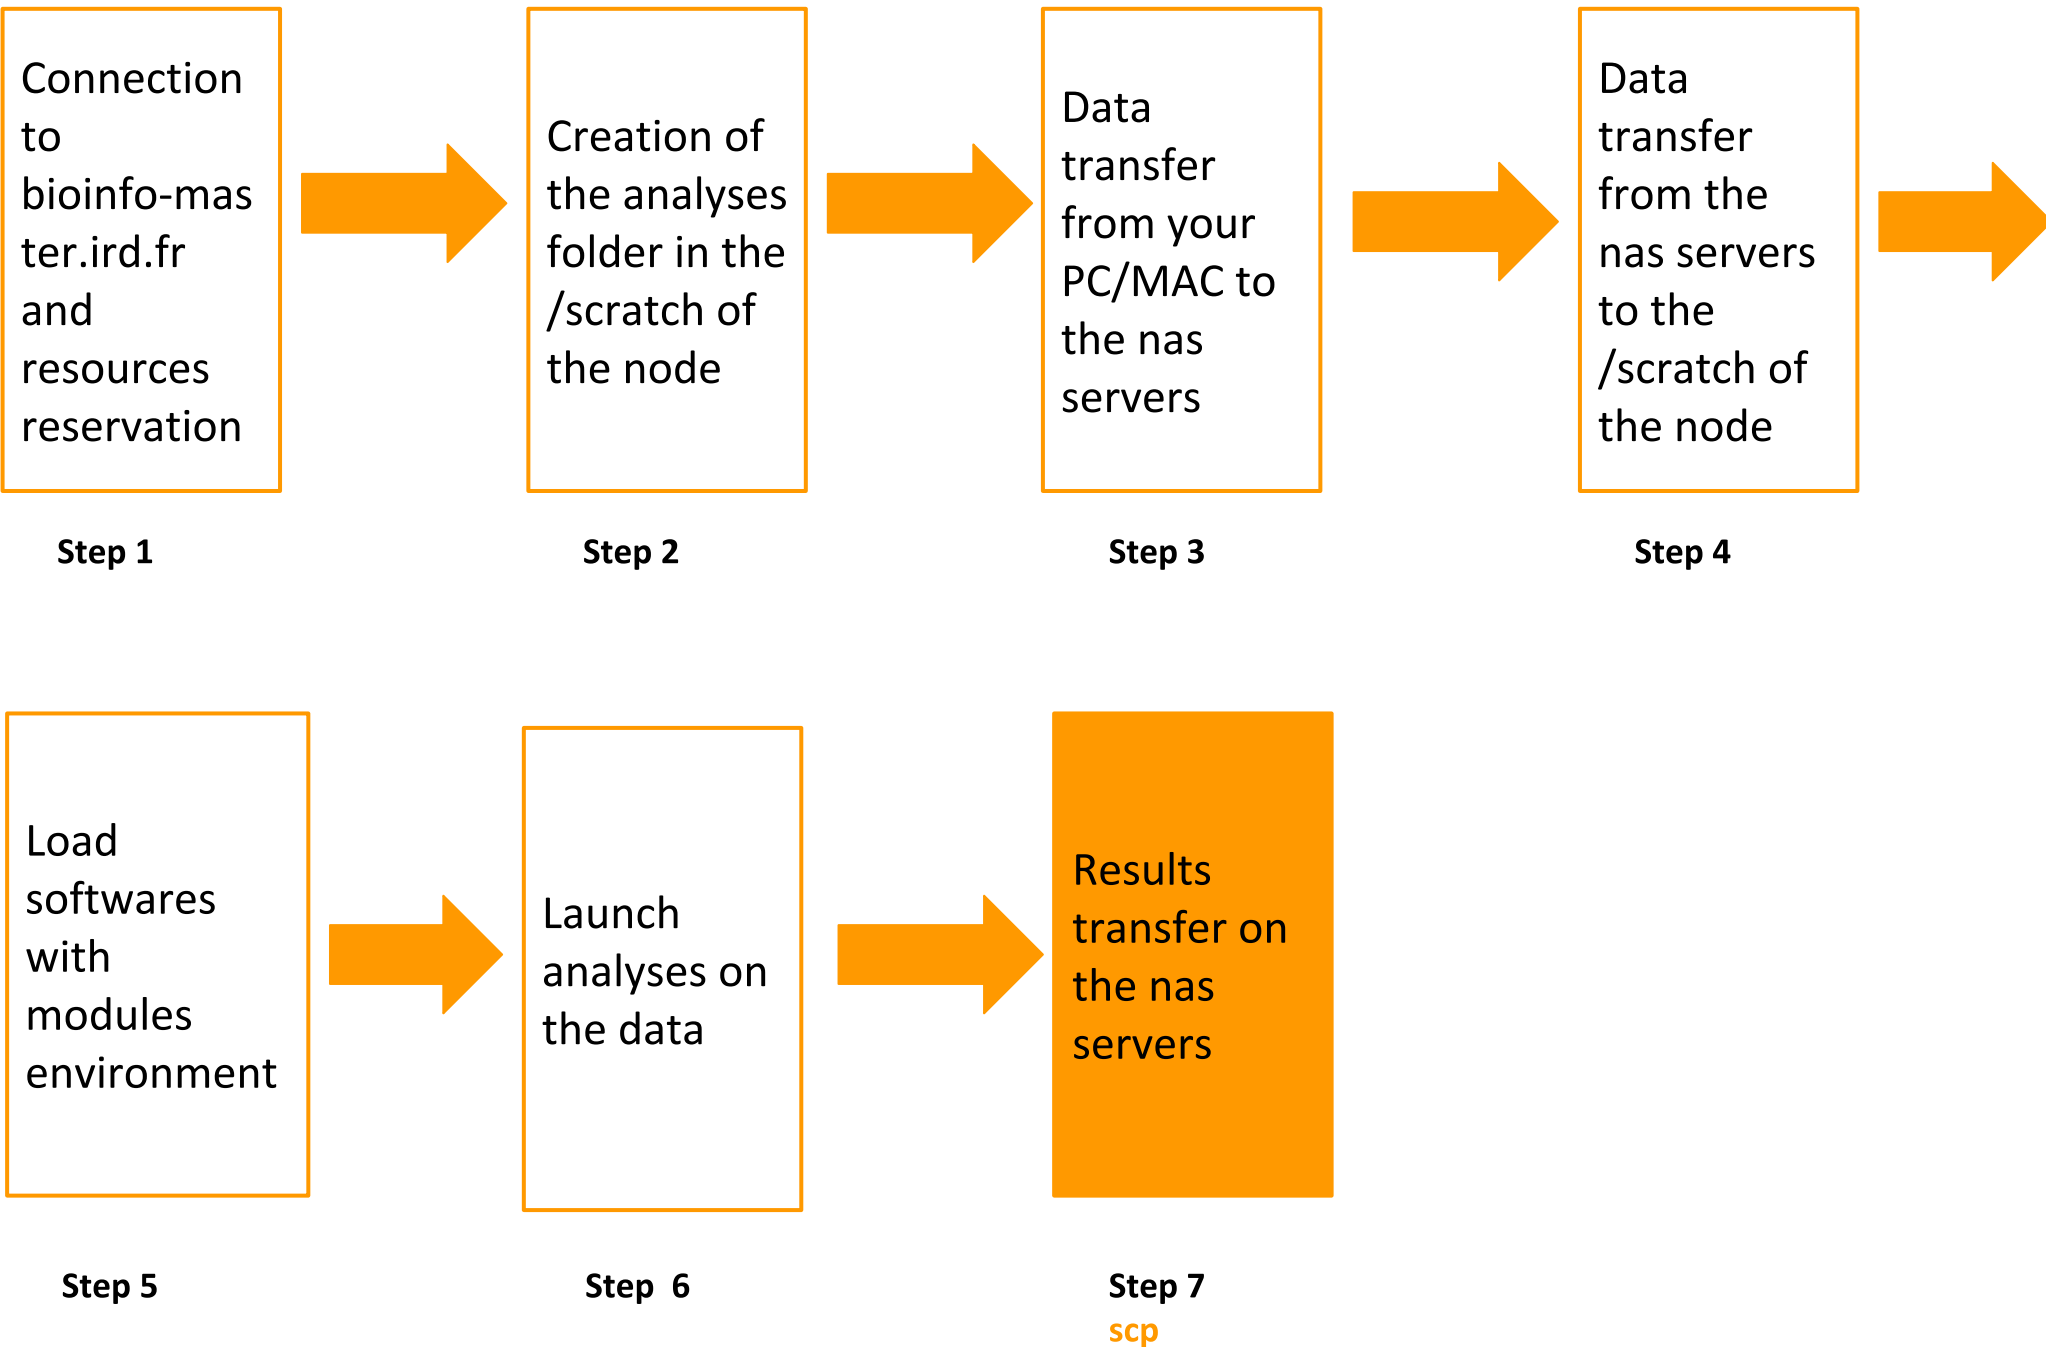 Connection
to
bioinfo-mas
ter.ird.fr
and
resources
reservation
Step 1
Creation of
the analyses
folder in the
/scratch of
the node
Step 2
Data
transfer
from your
PC/MAC to
the nas
servers
Step 3
Data
transfer
from the
nas servers
to the
/scratch of
the node
Step 4
Load
softwares
with
modules
environment
Step 5
Launch
analyses on
the data
Step  6
Results
transfer on
the nas
servers
Step 7
scp